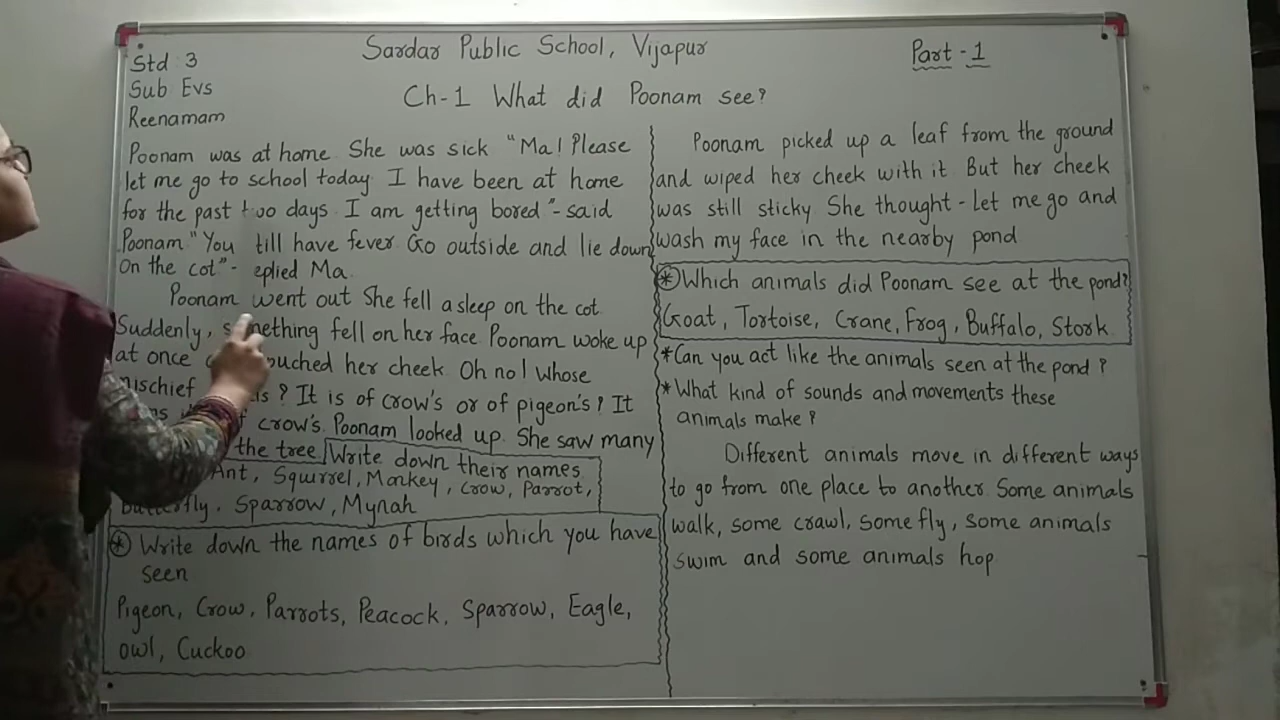 Std 3
Sub Evs
Reenamam
Sardar Public School, Vijapur
Part - 1
Ch-1 What did Poonam see?
Poonam was at home. She was sick "Ma! Please
let me go to school today I have been at home
for the past two days I am getting bored" - said
Poonam "You till have fever Go outside and lie down
On the cot" - eplied Ma.
Poonam went out She fell a sleep on the cot
Suddenly, something fell on her face Poonam woke up
at once ouched her cheek. Oh no! Whose
mischief is? It is of crow's or of pigeon's? It
crow's. Poonam looked up. She saw many
the tree Write down their names
Ant, Squirrel, Monkey, Crow, Parrot,
Butterfly, Sparrow, Mynah
* Write down the names of birds which you have
seen
Pigeon, Crow, Parrots, Peacock, Sparrow, Eagle,
owl, Cuckoo
Poonam picked up a leaf from the ground
and wiped her cheek with it. But her cheek
was still sticky She thought - Let me go and
wash my face in the nearby pond
* Which animals did Poonam see at the pond?
Goat, Tortoise, Crane, Frog, Buffalo, Stork
* Can you act like the animals seen at the pond?
* What kind of sounds and movements these
animals make?
Different animals move in different ways
to go from one place to another. Some animals
walk, some crawl, some fly, some animals
swim and some animals hop